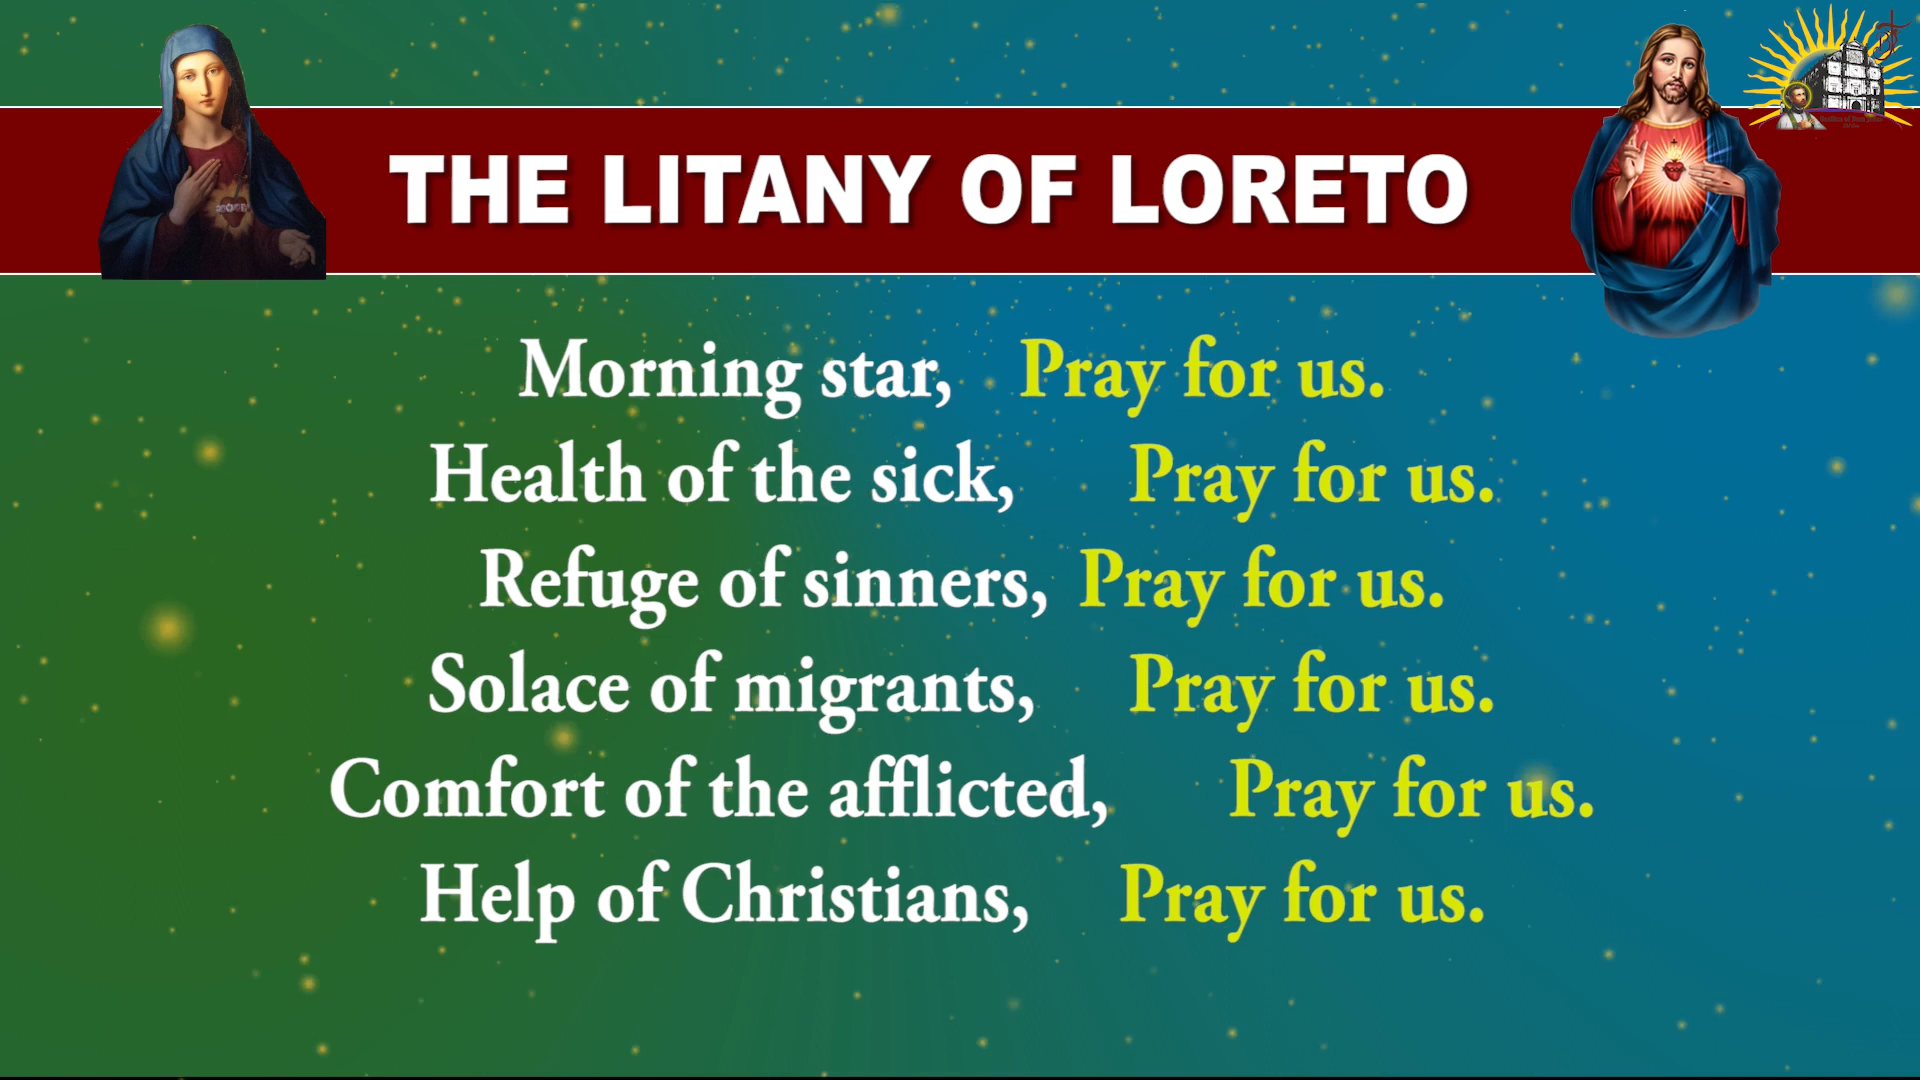 THE LITANY OF LORETO
Morning star, Pray for us.
Health of the sick, Pray for us.
Refuge of sinners, Pray for us.
Solace of migrants, Pray for us.
Comfort of the afflicted, Pray for us.
Help of Christians, Pray for us.